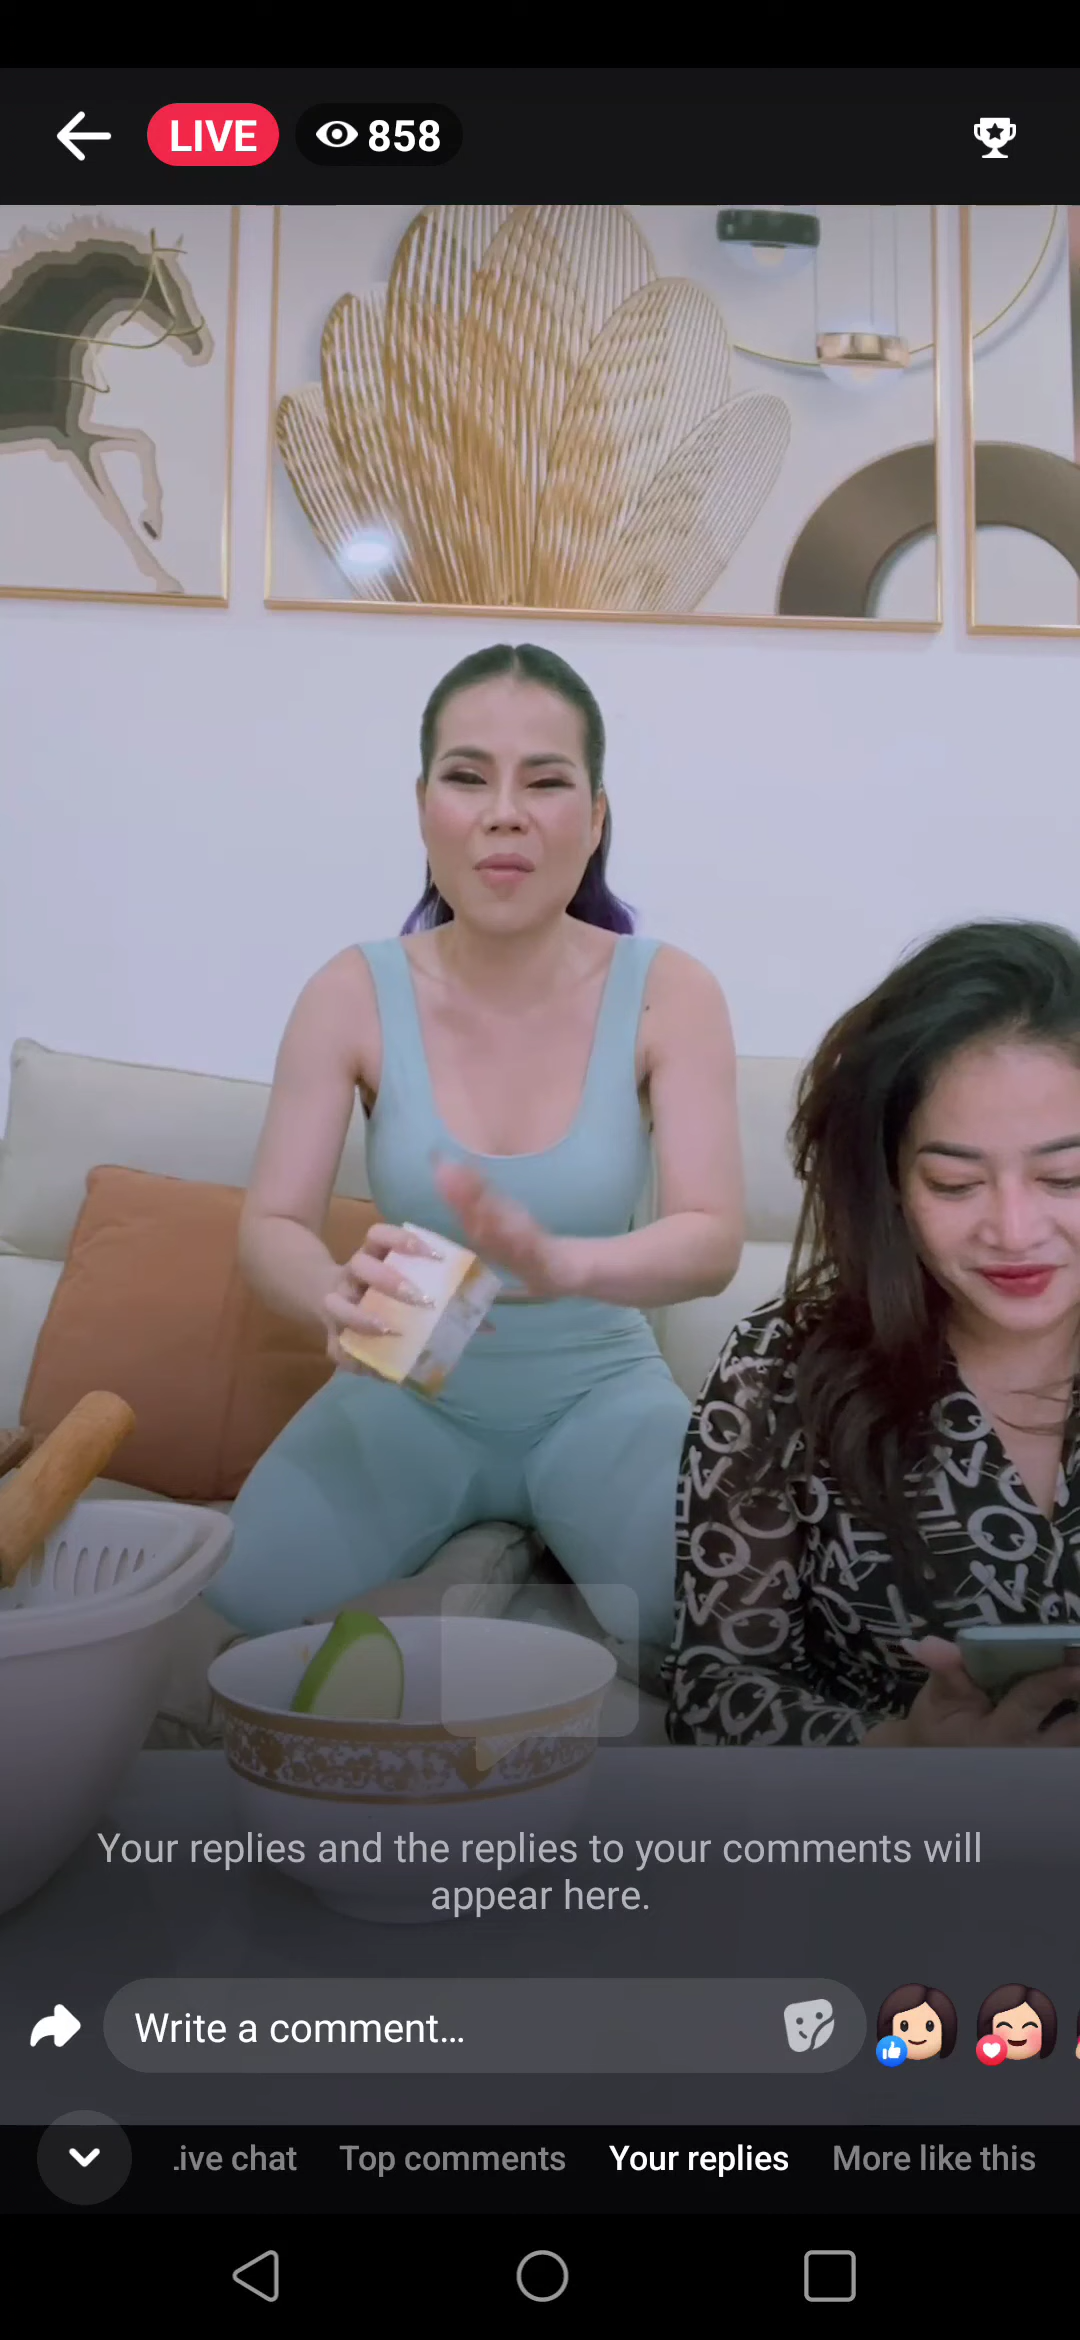 LIVE 858
Your replies and the replies to your comments will
appear here.
Write a comment...
.ive chat Top comments Your replies More like this